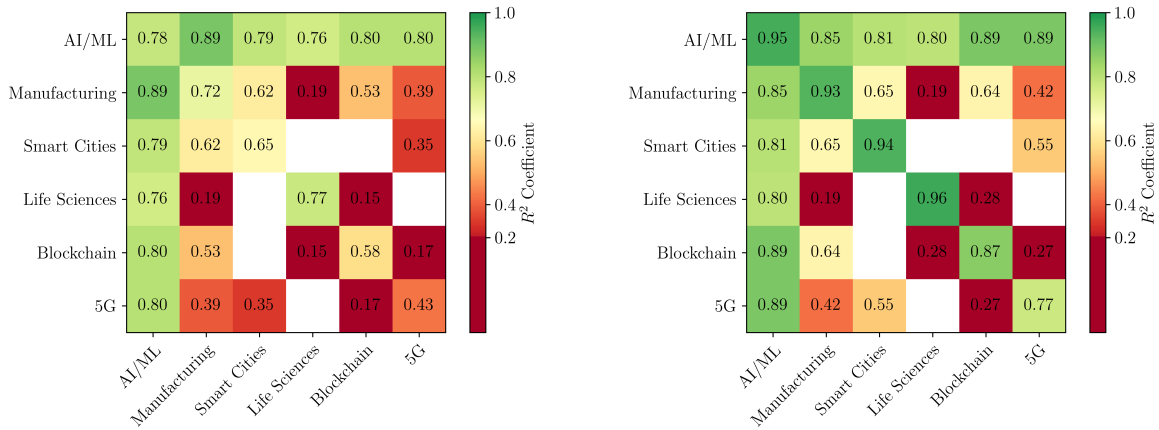 AI/ML 0.78 0.89 0.79 0.76 0.80 0.80
Manufacturing 0.89 0.72 0.62 0.19 0.53 0.39
Smart Cities 0.79 0.62 0.65 0.35
Life Sciences 0.76 0.19 0.77 0.15
Blockchain 0.80 0.53 0.15 0.58 0.17
5G 0.80 0.39 0.35 0.17 0.43
AI/ML
Manufacturing
Smart Cities
Life Sciences
Blockchain
5G
1.0
0.8
0.6
0.4
0.2
R² Coefficient
AI/ML 0.95 0.85 0.81 0.80 0.89 0.89
Manufacturing 0.85 0.93 0.65 0.19 0.64 0.42
Smart Cities 0.81 0.65 0.94 0.55
Life Sciences 0.80 0.19 0.96 0.28
Blockchain 0.89 0.64 0.28 0.87 0.27
5G 0.89 0.42 0.55 0.27 0.77
AI/ML
Manufacturing
Smart Cities
Life Sciences
Blockchain
5G
1.0
0.8
0.6
0.4
0.2
R² Coefficient